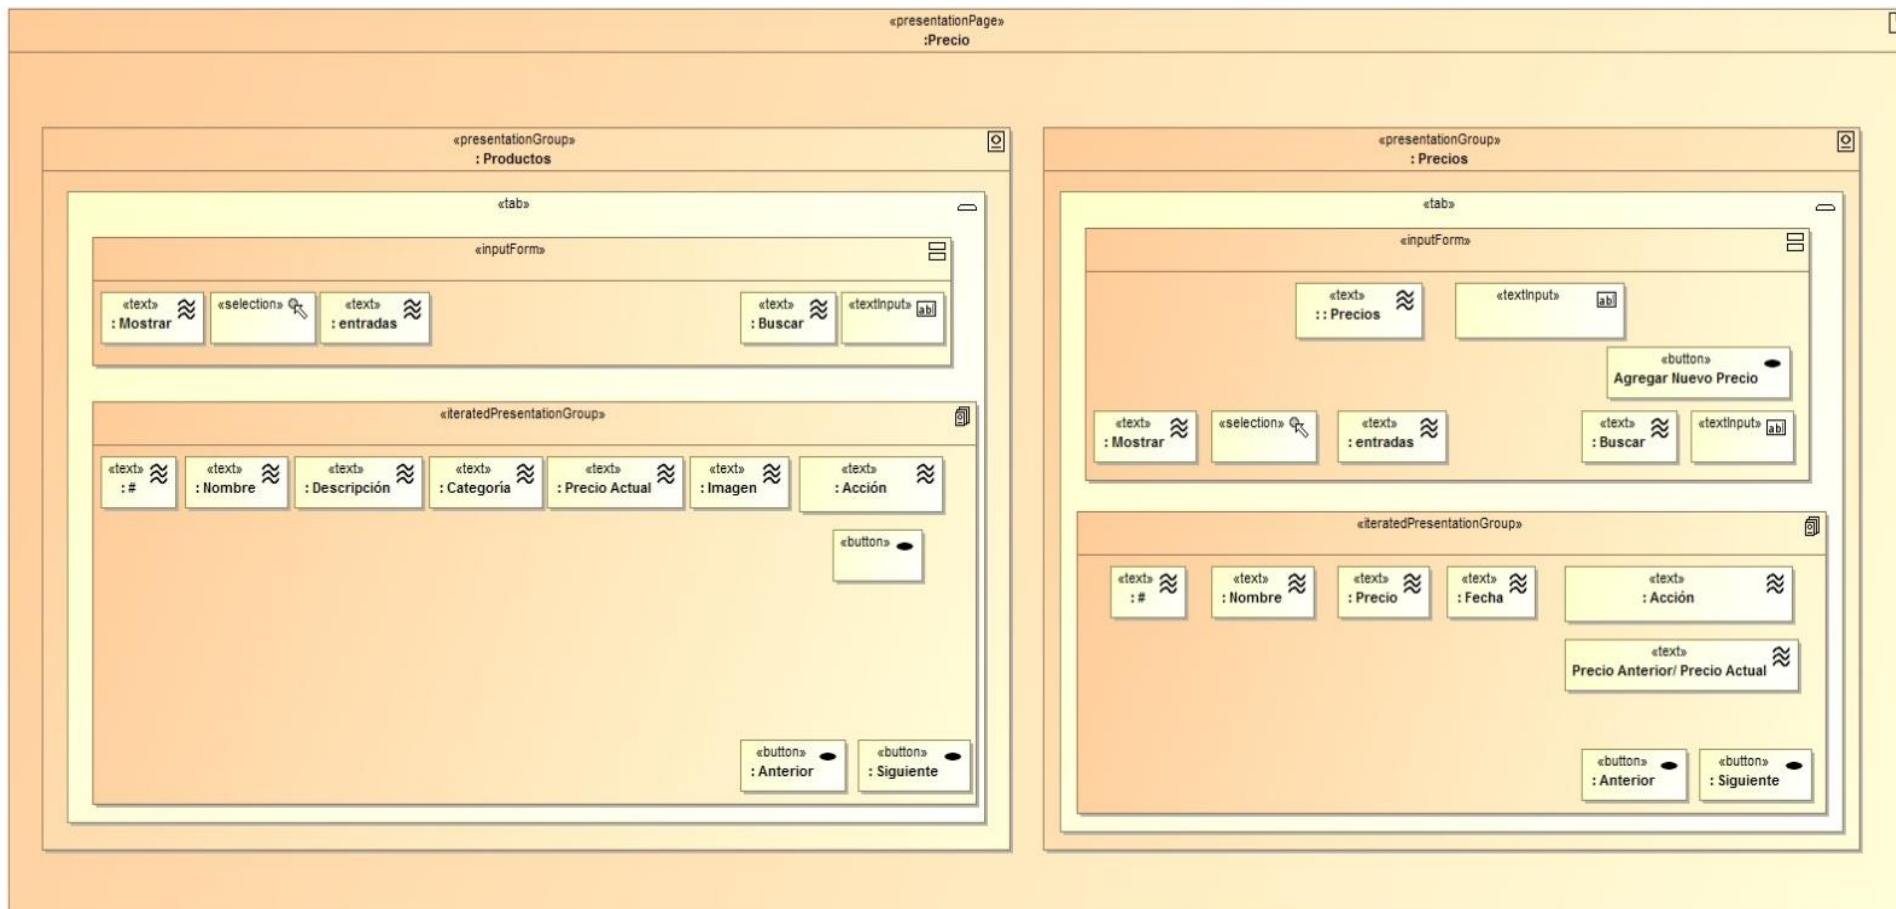 «presentationPage»
:Precio
«presentationGroup»
: Productos
«tab»
«inputForm»
«text»
: Mostrar
«selection»
«text»
: entradas
«text»
: Buscar
«textInput»
ab|
«iteratedPresentationGroup»
«text»
: #
«text»
: Nombre
«text»
: Descripción
«text»
: Categoría
«text»
: Precio Actual
«text»
: Imagen
«text»
: Acción
«button»
«button»
: Anterior
«button»
: Siguiente
«presentationGroup»
: Precios
«tab»
«inputForm»
«text»
: : Precios
«textInput»
ab|
«button»
Agregar Nuevo Precio
«text»
: Mostrar
«selection»
«text»
: entradas
«text»
: Buscar
«textInput»
ab|
«iteratedPresentationGroup»
«text»
: #
«text»
: Nombre
«text»
: Precio
«text»
: Fecha
«text»
: Acción
«text»
Precio Anterior/ Precio Actual
«button»
: Anterior
«button»
: Siguiente